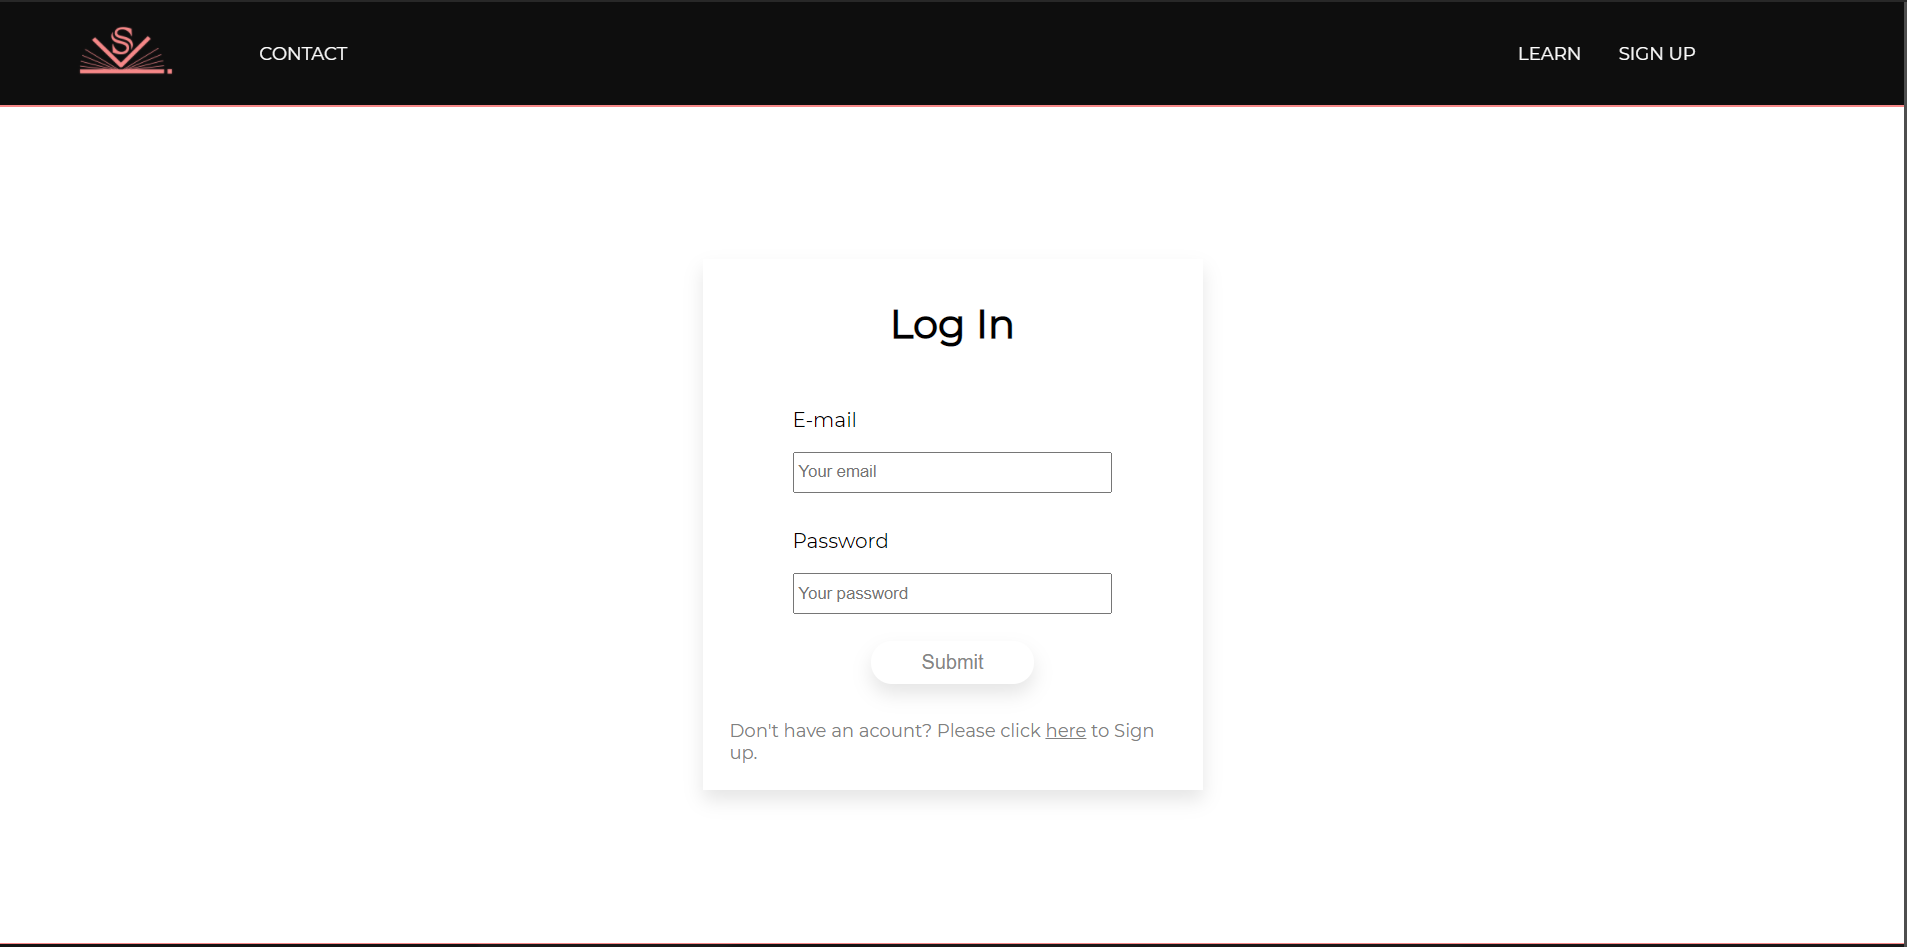 S
CONTACT
LEARN
SIGN UP
Log In
E-mail
Your email
Password
Your password
Submit
Don't have an acount? Please click here to Sign
up.